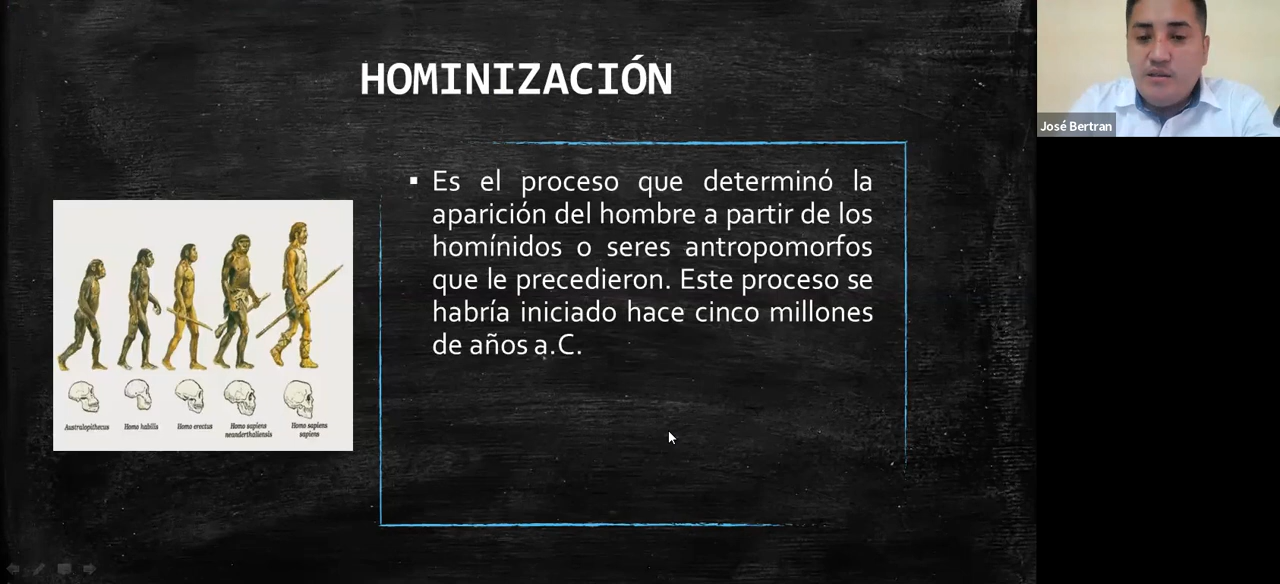 HOMINIZACIÓN
José Bertran
▪ Es el proceso que determinó la
aparición del hombre a partir de los
homínidos o seres antropomorfos
que le precedieron. Este proceso se
habría iniciado hace cinco millones
de años a.C.
Australopithecus Homo habilis Homo erectus Homo sapiens Homo sapiens
neanderthaliensis sapiens